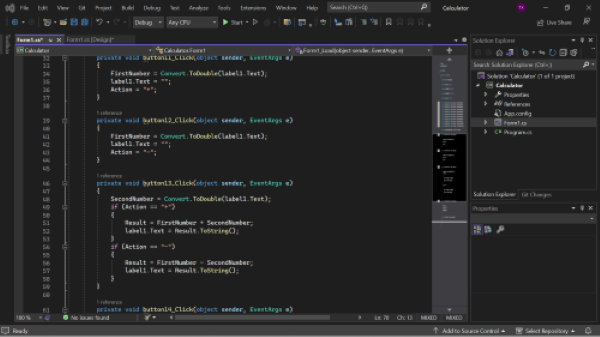 File Edit View Git Project Build Debug Test Analyze Tools Extensions Window Help Search (Ctrl+Q) Calculator
Debug Any CPU Start Live Share
Toolbox
Form1.cs* Form1.cs [Design]*
Calculator Calculator.Form1 Form1_Load(object sender, EventArgs e)
32 private void button11_Click(object sender, EventArgs e)
33 {
34 FirstNumber = Convert.ToDouble(label1.Text);
35 label1.Text = "";
36 Action = "+";
37 }
38
1 reference
39 private void button12_Click(object sender, EventArgs e)
40 {
41 FirstNumber = Convert.ToDouble(label1.Text);
42 label1.Text = "";
43 Action = "-";
44 }
45
1 reference
46 private void button13_Click(object sender, EventArgs e)
47 {
48 SecondNumber = Convert.ToDouble(label1.Text);
49 if (Action == "+")
50 {
51 Result = FirstNumber + SecondNumber;
52 label1.Text = Result.ToString();
53 }
54 if (Action == "-")
55 {
56 Result = FirstNumber - SecondNumber;
57 label1.Text = Result.ToString();
58 }
59 }
60
1 reference
61 private void button14_Click(object sender, EventArgs e)
100 % No issues found Ln: 78 Ch: 13 MIXED MIXED
Solution Explorer
Search Solution Explorer (Ctrl+;)
Solution 'Calculator' (1 of 1 project)
Calculator
Properties
References
App.config
Form1.cs
Program.cs
Solution Explorer Git Changes
Properties
Ready Add to Source Control Select Repository